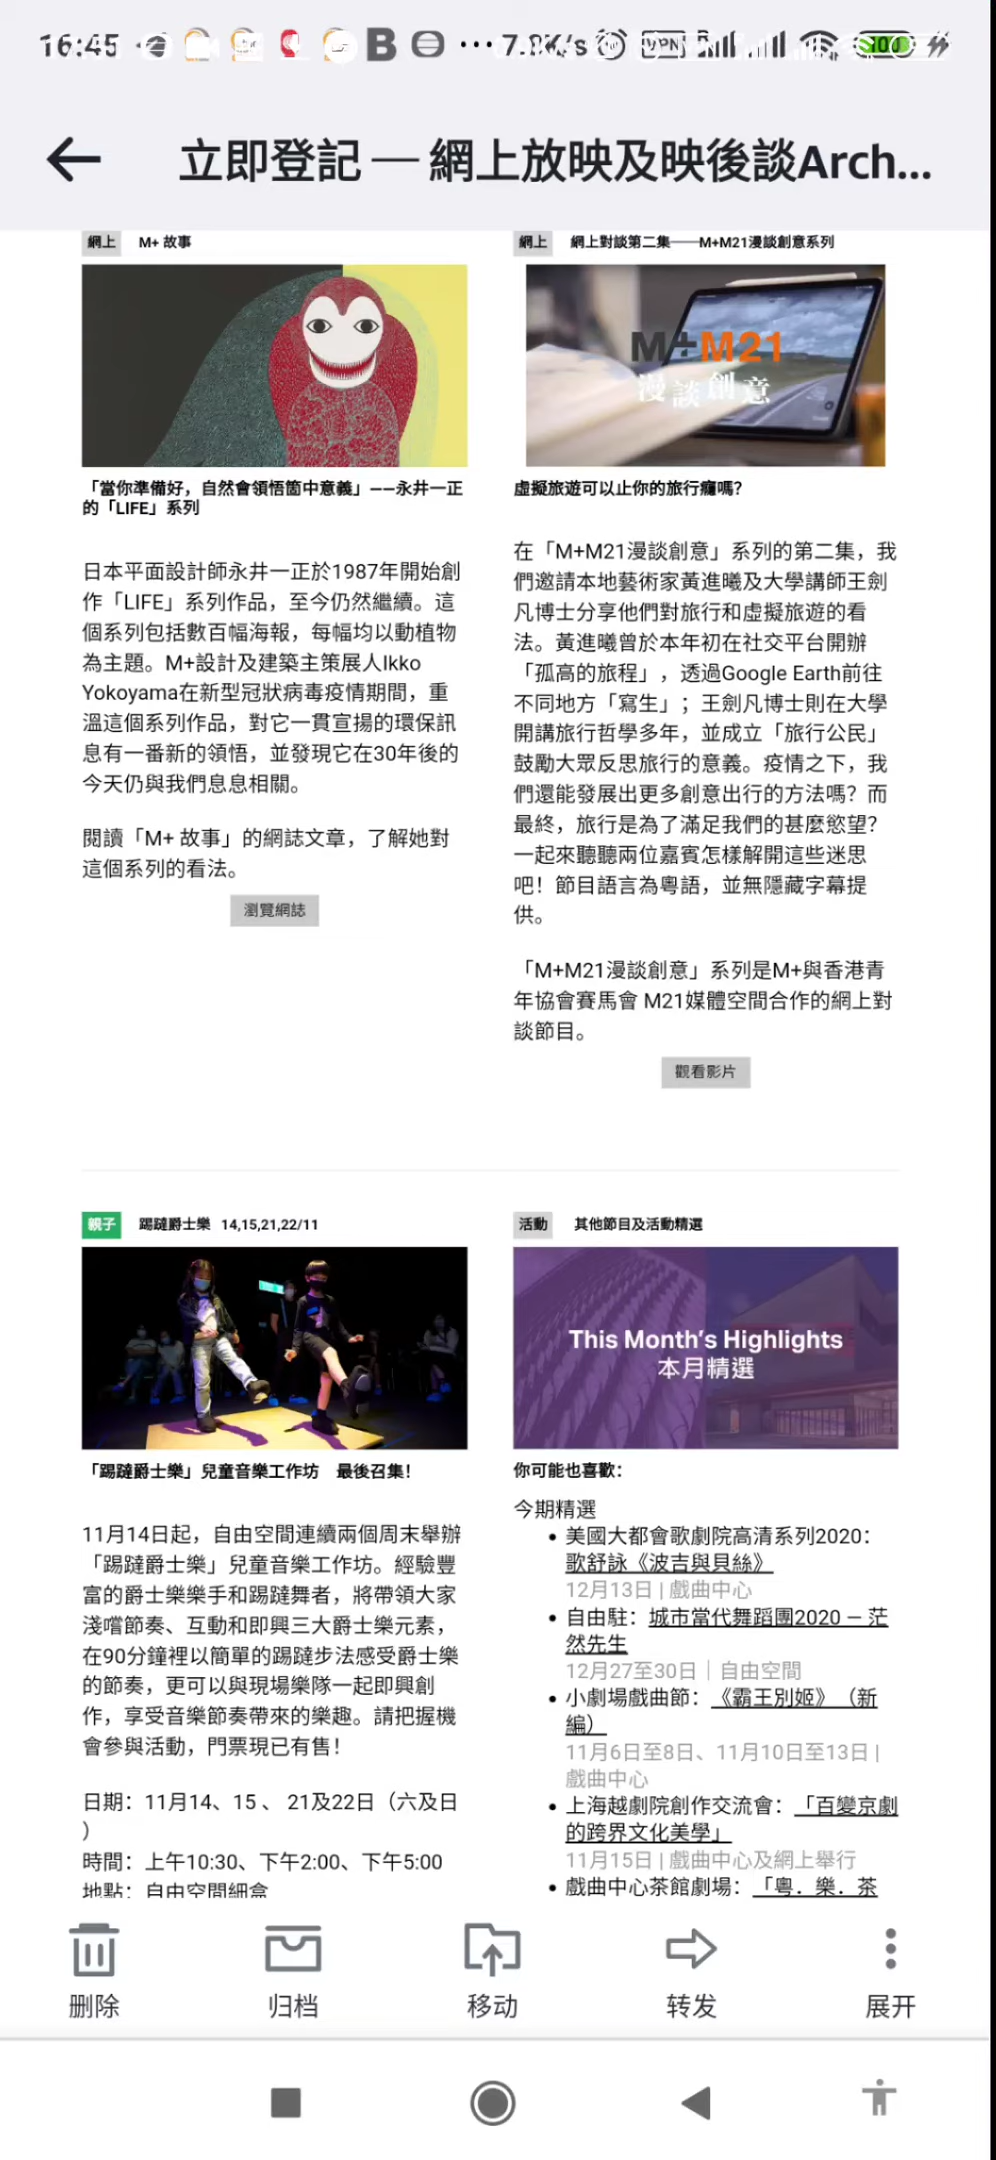 16:45
立即登記 — 網上放映及映後談Arch...
網上 M+ 故事
「當你準備好，自然會領悟箇中意義」——永井一正
的「LIFE」系列
日本平面設計師永井一正於1987年開始創
作「LIFE」系列作品，至今仍然繼續。這
個系列包括數百幅海報，每幅均以動植物
為主題。M+設計及建築主策展人Ikko
Yokoyama在新型冠狀病毒疫情期間，重
溫這個系列作品，對它一貫宣揚的環保訊
息有一番新的領悟，並發現它在30年後的
今天仍與我們息息相關。
閱讀「M+ 故事」的網誌文章，了解她對
這個系列的看法。
瀏覽網誌
網上 網上對談第二集——M+M21漫談創意系列
M+M21
漫談創意
虛擬旅遊可以止你的旅行癮嗎？
在「M+M21漫談創意」系列的第二集，我
們邀請本地藝術家黃進曦及大學講師王劍
凡博士分享他們對旅行和虛擬旅遊的看
法。黃進曦曾於本年初在社交平台開辦
「孤高的旅程」，透過Google Earth前往
不同地方「寫生」；王劍凡博士則在大學
開講旅行哲學多年，並成立「旅行公民」
鼓勵大眾反思旅行的意義。疫情之下，我
們還能發展出更多創意出行的方法嗎？而
最終，旅行是為了滿足我們的甚麼慾望？
一起來聽聽兩位嘉賓怎樣解開這些迷思
吧！節目語言為粵語，並無隱藏字幕提
供。
「M+M21漫談創意」系列是M+與香港青
年協會賽馬會 M21媒體空間合作的網上對
談節目。
觀看影片
親子 踢躂爵士樂 14,15,21,22/11
「踢躂爵士樂」兒童音樂工作坊 最後召集！
11月14日起，自由空間連續兩個周末舉辦
「踢躂爵士樂」兒童音樂工作坊。經驗豐
富的爵士樂樂手和踢躂舞者，將帶領大家
淺嚐節奏、互動和即興三大爵士樂元素，
在90分鐘裡以簡單的踢躂步法感受爵士樂
的節奏，更可以與現場樂隊一起即興創
作，享受音樂節奏帶來的樂趣。請把握機
會參與活動，門票現已有售！
日期：11月14、15 、 21及22日（六及日
）
時間：上午10:30、下午2:00、下午5:00
地點：自由空間細盒
活動 其他節目及活動精選
This Month's Highlights
本月精選
你可能也喜歡：
今期精選
• 美國大都會歌劇院高清系列2020：
歌舒詠《波吉與貝絲》
12月13日 | 戲曲中心
• 自由駐：城市當代舞蹈團2020 — 茫
然先生
12月27至30日｜自由空間
• 小劇場戲曲節：《霸王別姬》（新
編）
11月6日至8日、11月10日至13日 |
戲曲中心
• 上海越劇院創作交流會：「百變京劇
的跨界文化美學」
11月15日 | 戲曲中心及網上舉行
• 戲曲中心茶館劇場：「粵．樂．茶
删除 归档 移动 转发 展开